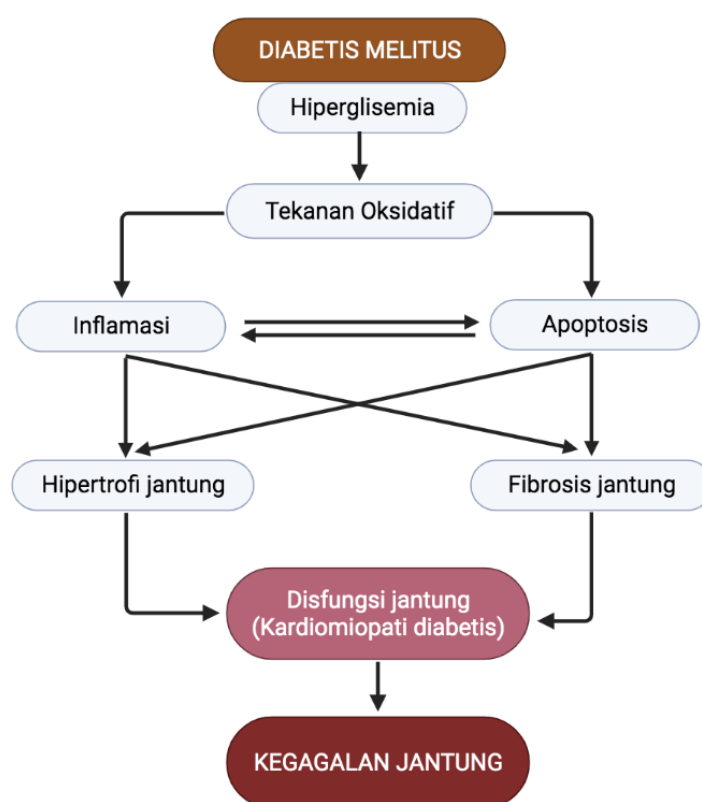 DIABETIS MELITUS
Hiperglisemia
Tekanan Oksidatif
Inflamasi
Apoptosis
Hipertrofi jantung
Fibrosis jantung
Disfungsi jantung
(Kardiomiopati diabetis)
KEGAGALAN JANTUNG